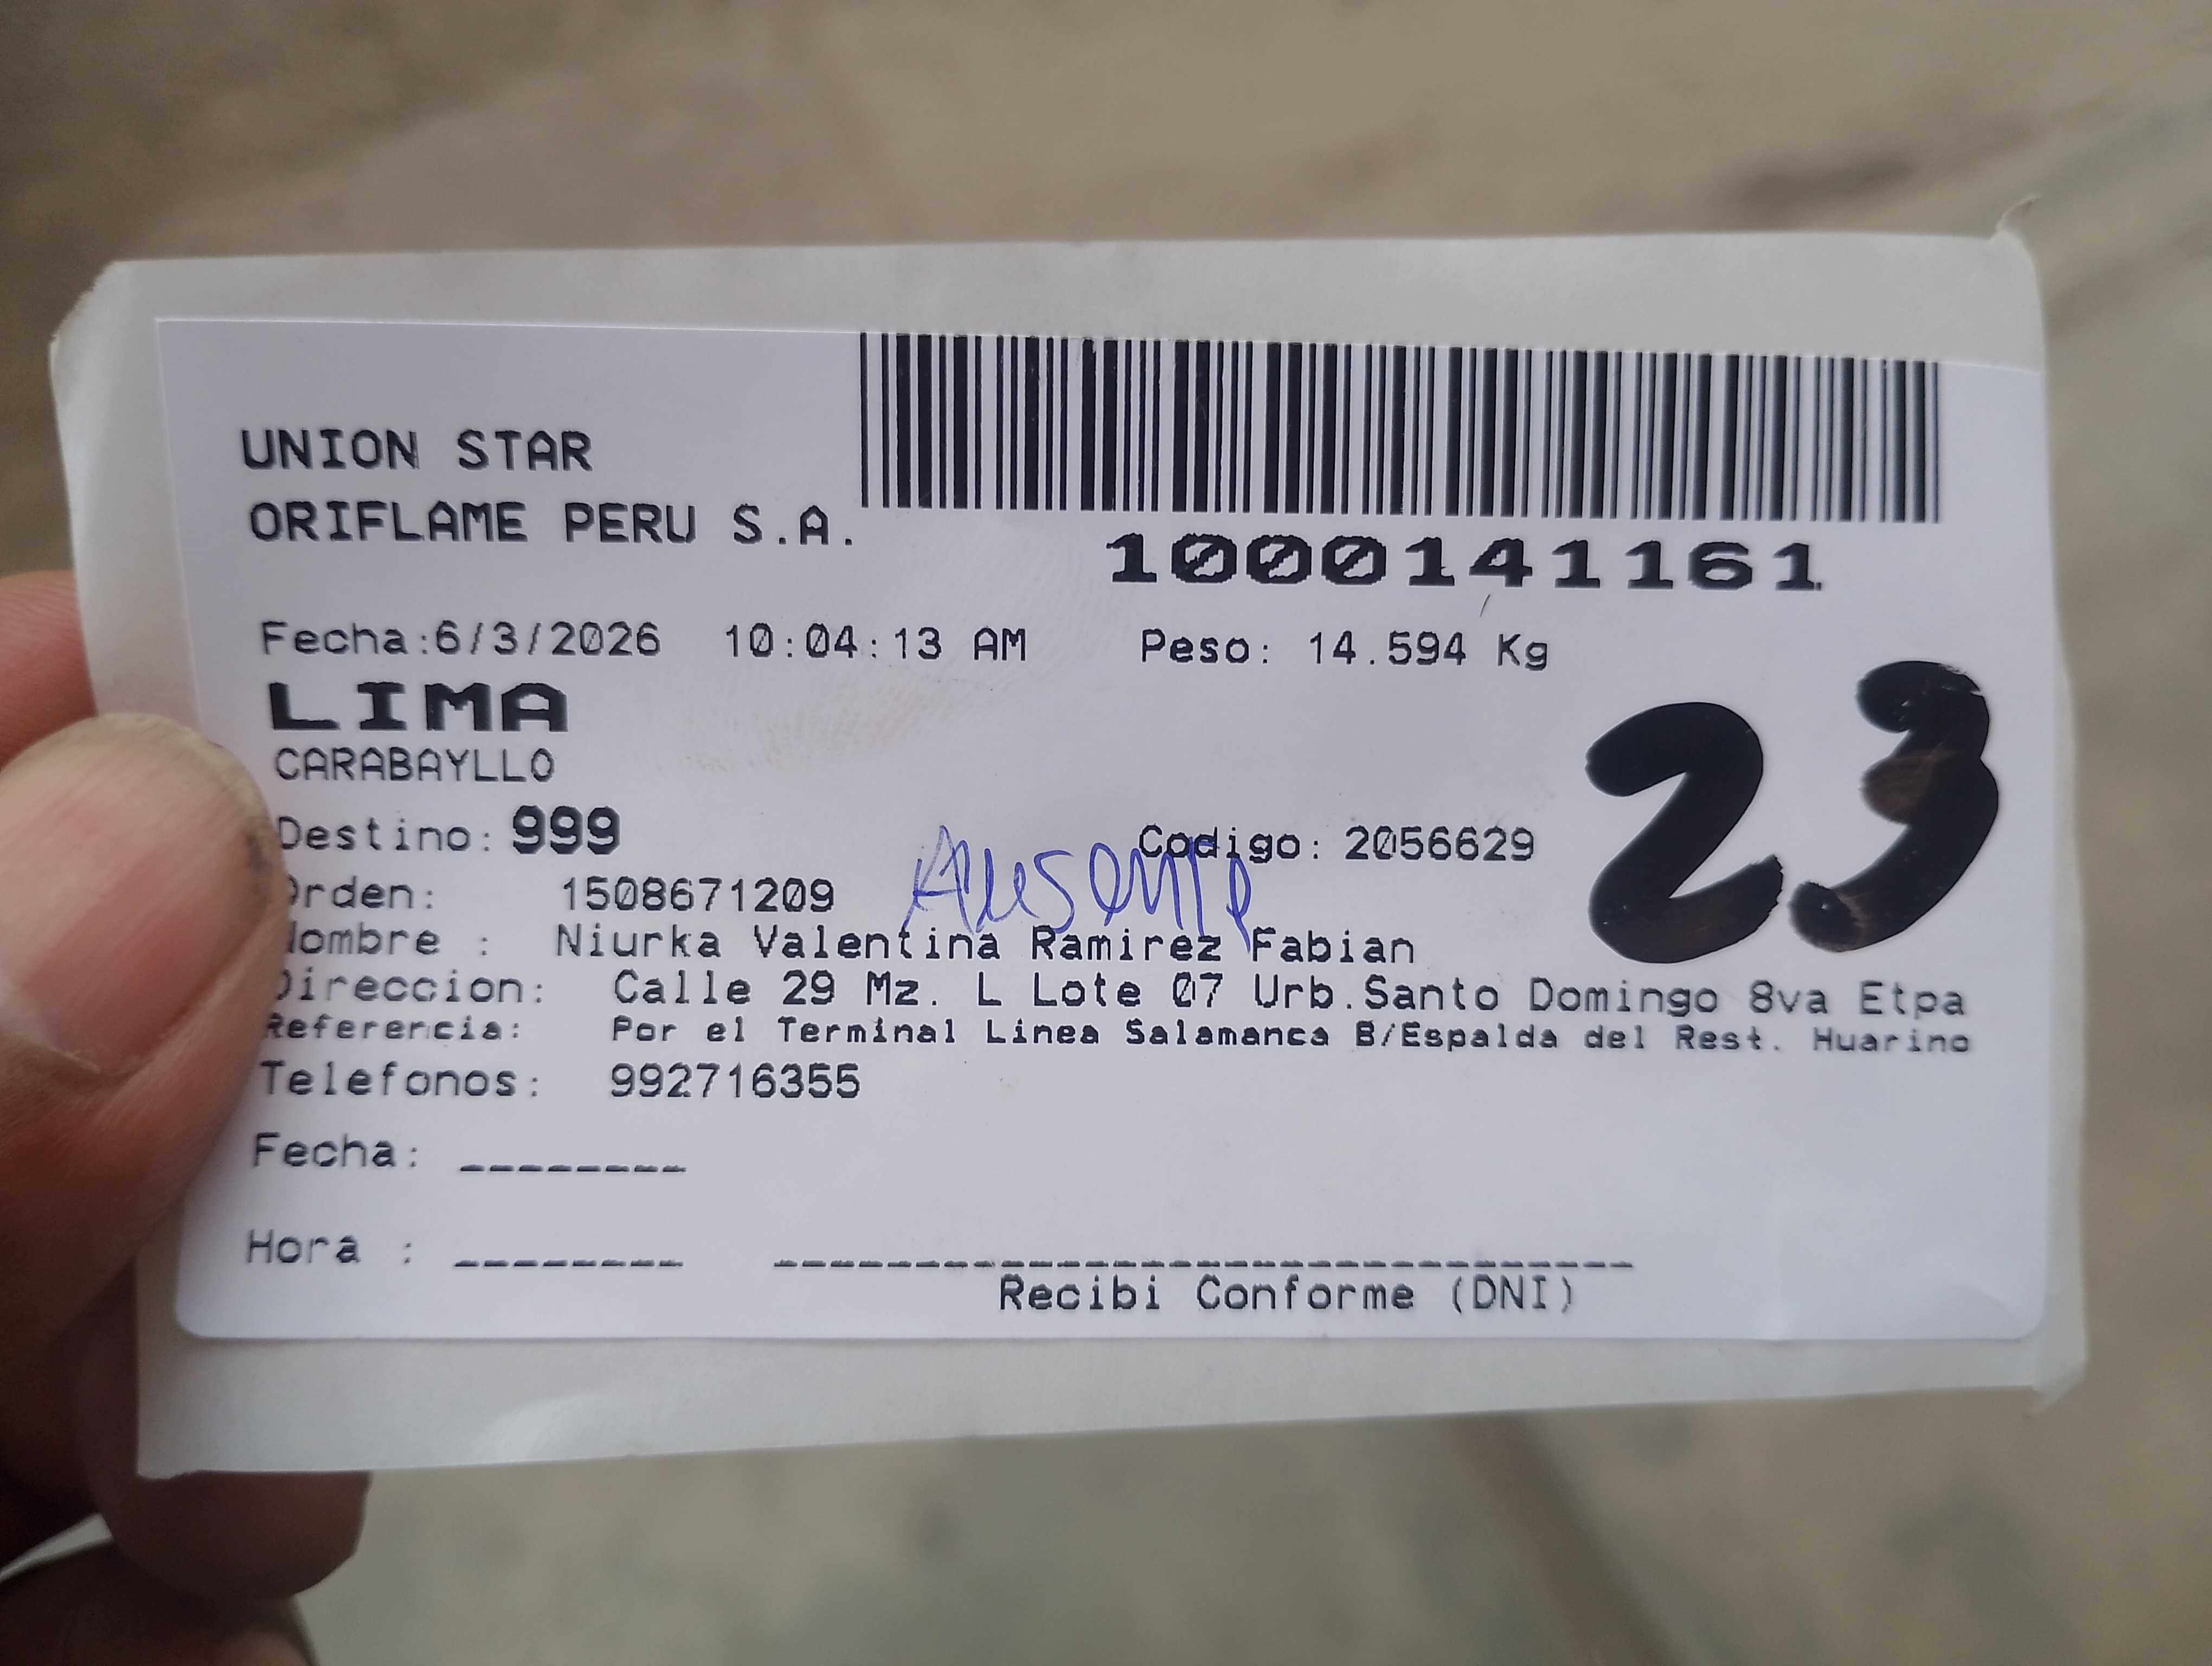 UNION STAR
ORIFLAME PERU S.A.
1000141161
Fecha:6/3/2026 10:04:13 AM Peso: 14.594 Kg
LIMA
CARABAYLLO
23
Destino: 999 Codigo: 2056629
Ausente
Orden: 1508671209
Nombre : Niurka Valentina Ramirez Fabian
Direccion: Calle 29 Mz. L Lote 07 Urb.Santo Domingo 8va Etpa
Referencia: Por el Terminal Linea Salamanca B/Espalda del Rest. Huarino
Telefonos: 992716355
Fecha: ________
Hora : ________
Recibi Conforme (DNI)